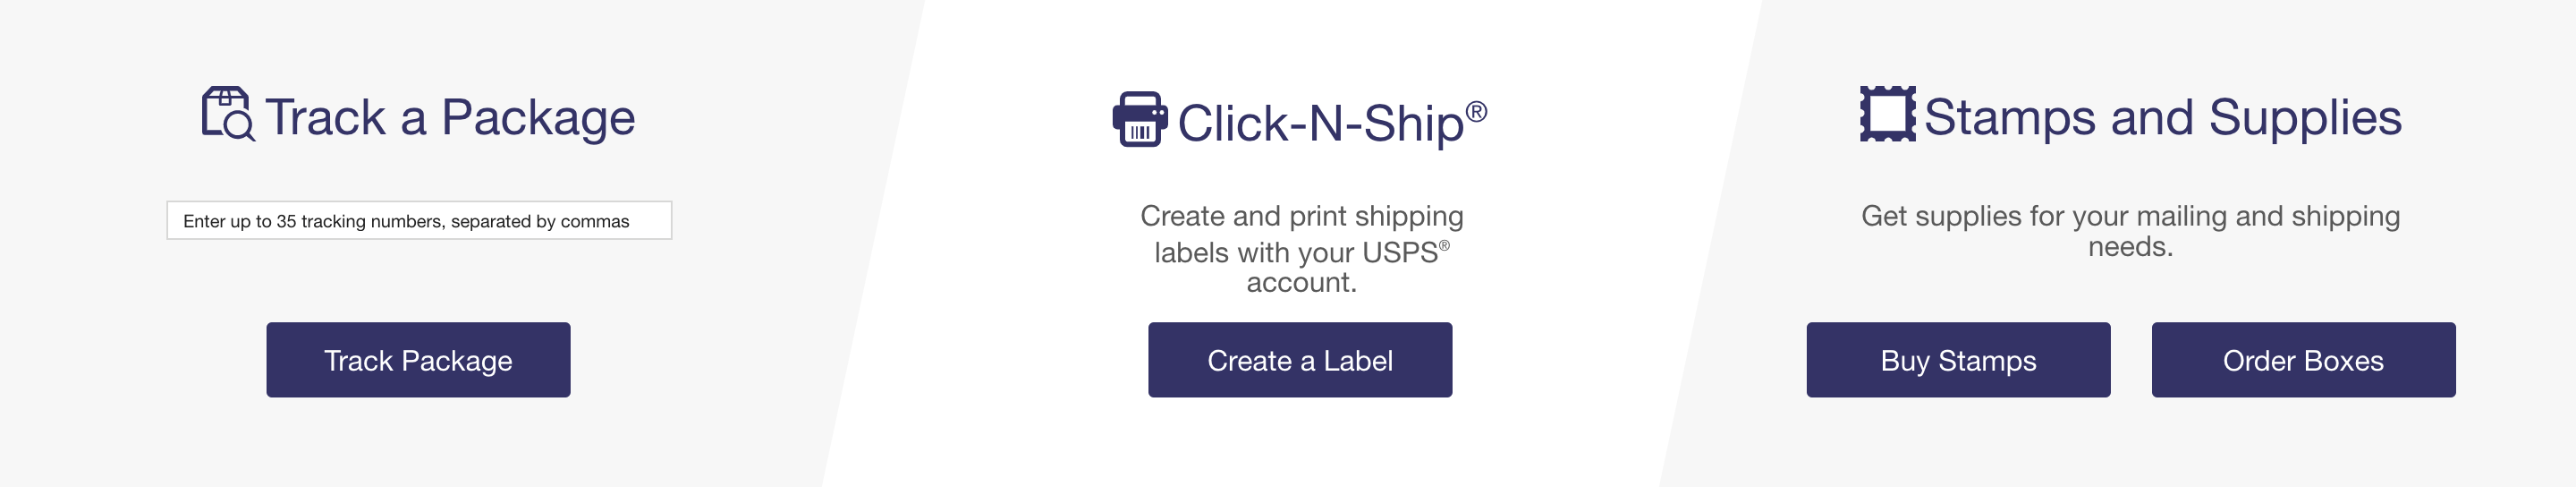 Track a Package
Enter up to 35 tracking numbers, separated by commas
Track Package
Click-N-Ship®
Create and print shipping
labels with your USPS®
account.
Create a Label
Stamps and Supplies
Get supplies for your mailing and shipping
needs.
Buy Stamps
Order Boxes